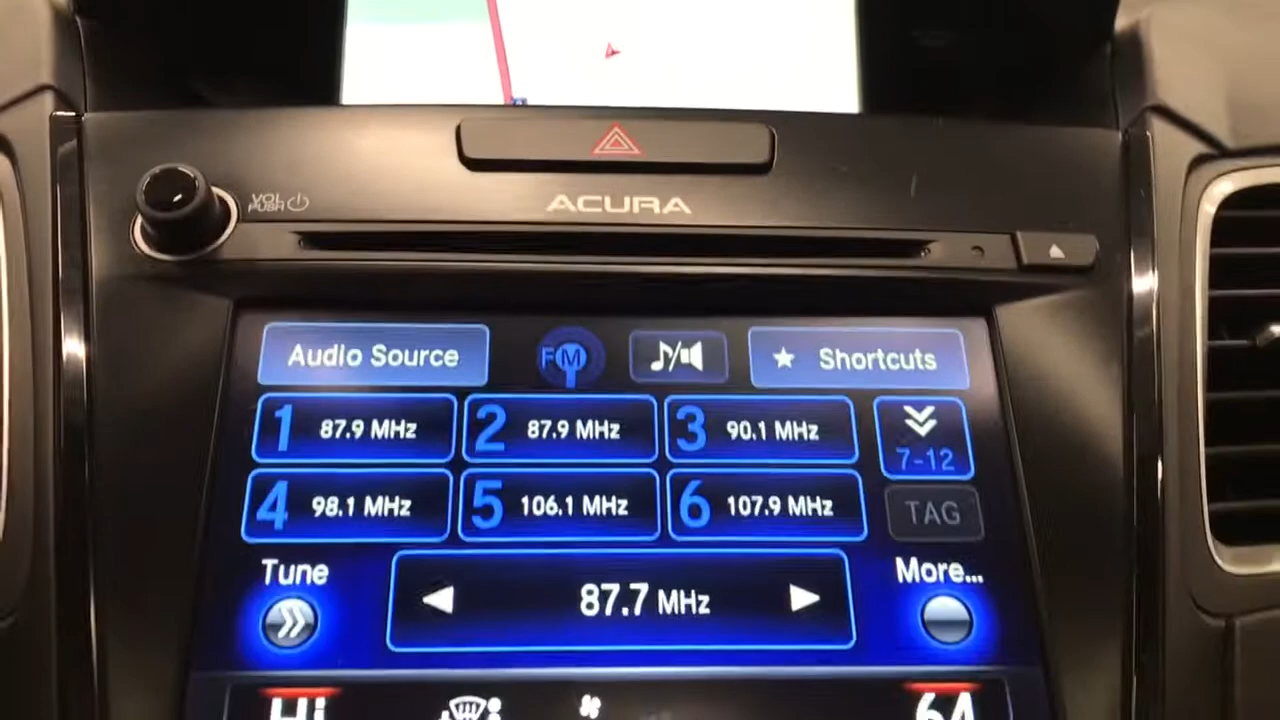 VOL
PUSH
ACURA
Audio Source
FM
Shortcuts
1 87.9 MHz
2 87.9 MHz
3 90.1 MHz
7-12
4 98.1 MHz
5 106.1 MHz
6 107.9 MHz
TAG
Tune
87.7 MHz
More...
Hi
64